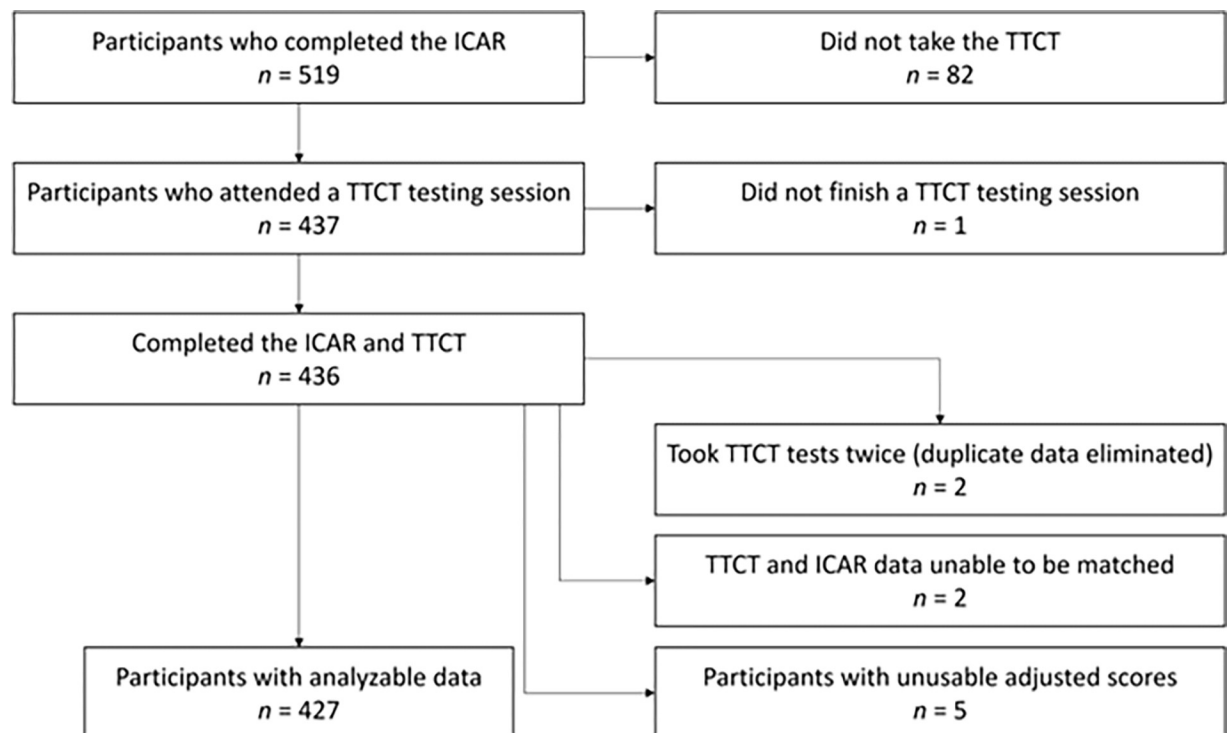 Participants who completed the ICAR
n = 519
Did not take the TTCT
n = 82
Participants who attended a TTCT testing session
n = 437
Did not finish a TTCT testing session
n = 1
Completed the ICAR and TTCT
n = 436
Took TTCT tests twice (duplicate data eliminated)
n = 2
TTCT and ICAR data unable to be matched
n = 2
Participants with analyzable data
n = 427
Participants with unusable adjusted scores
n = 5